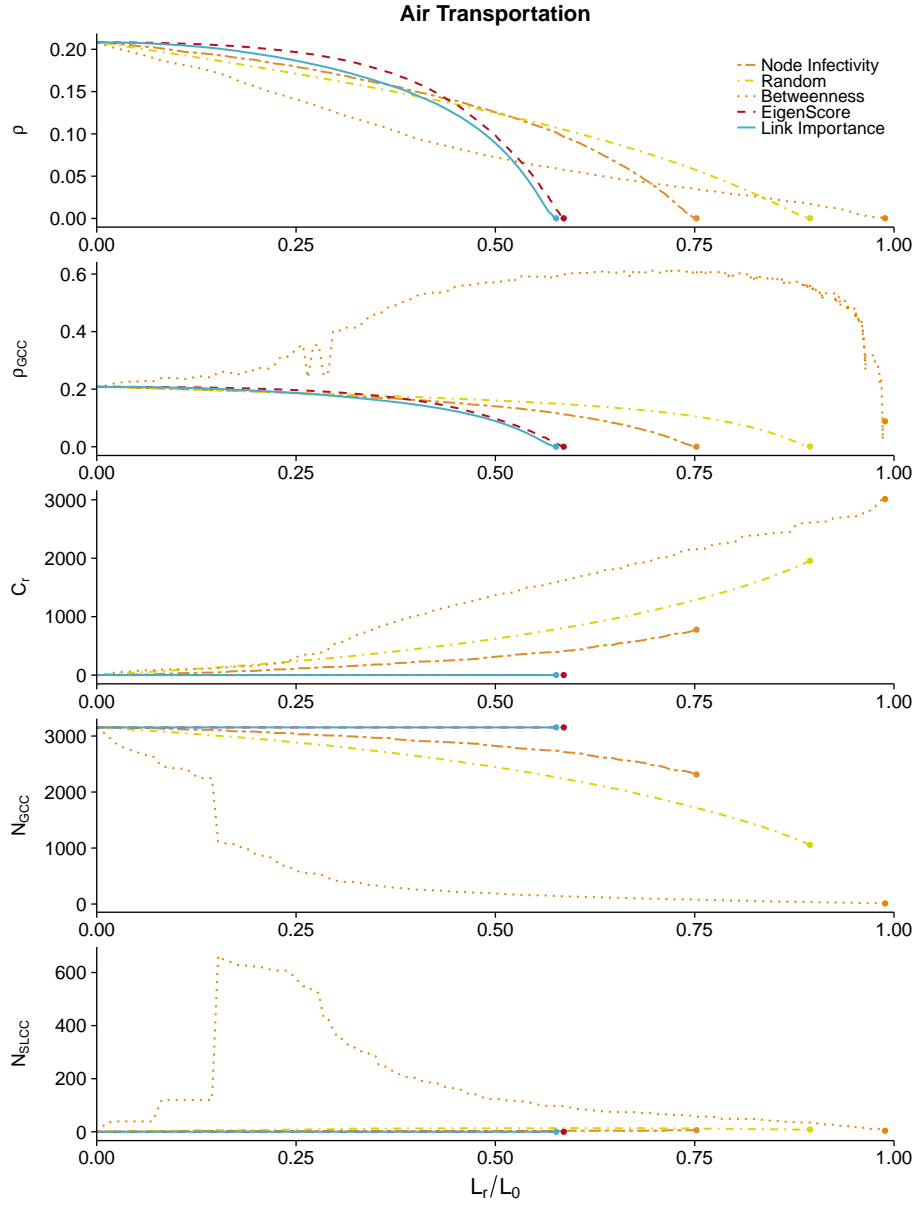 Air Transportation
0.20
0.15
0.10
0.05
0.00
ρ
Node Infectivity
Random
Betweenness
EigenScore
Link Importance
0.00 0.25 0.50 0.75 1.00
0.6
0.4
0.2
0.0
ρGCC
0.00 0.25 0.50 0.75 1.00
3000
2000
1000
0
Cr
0.00 0.25 0.50 0.75 1.00
3000
2000
1000
0
NGCC
0.00 0.25 0.50 0.75 1.00
600
400
200
0
NSLCC
0.00 0.25 0.50 0.75 1.00
Lr/L0